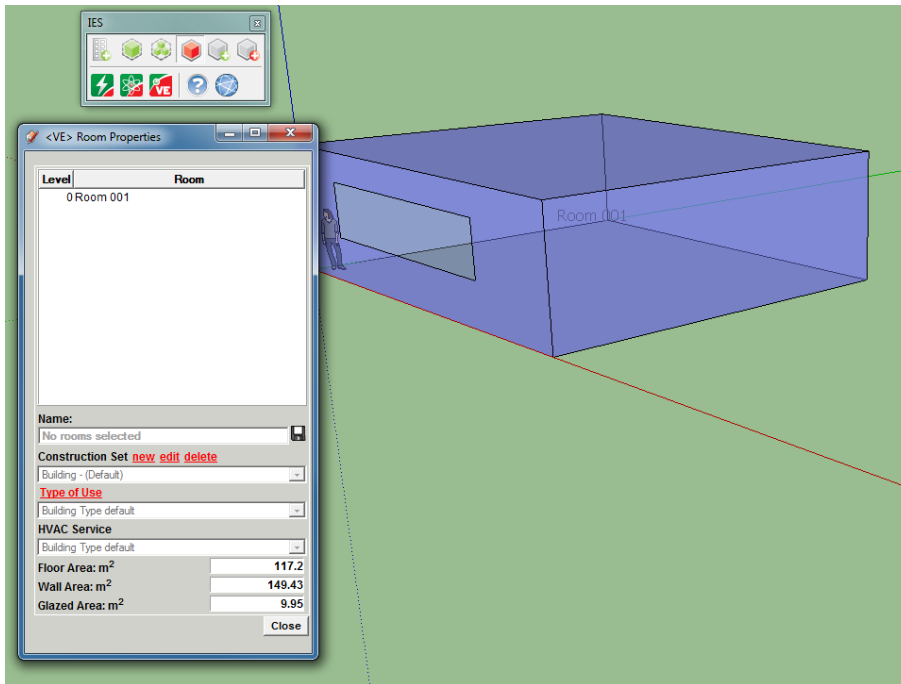 IES
VE
<VE> Room Properties
Level Room
0 Room 001
Room 001
Name:
No rooms selected
Construction Set new edit delete
Building - (Default)
Type of Use
Building Type default
HVAC Service
Building Type default
Floor Area: m² 117.2
Wall Area: m² 149.43
Glazed Area: m² 9.95
Close